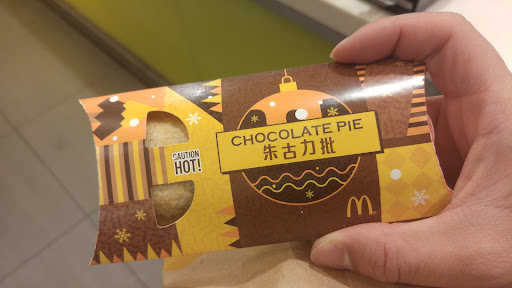 CHOCOLATE PIE
朱古力批
CAUTION
HOT!